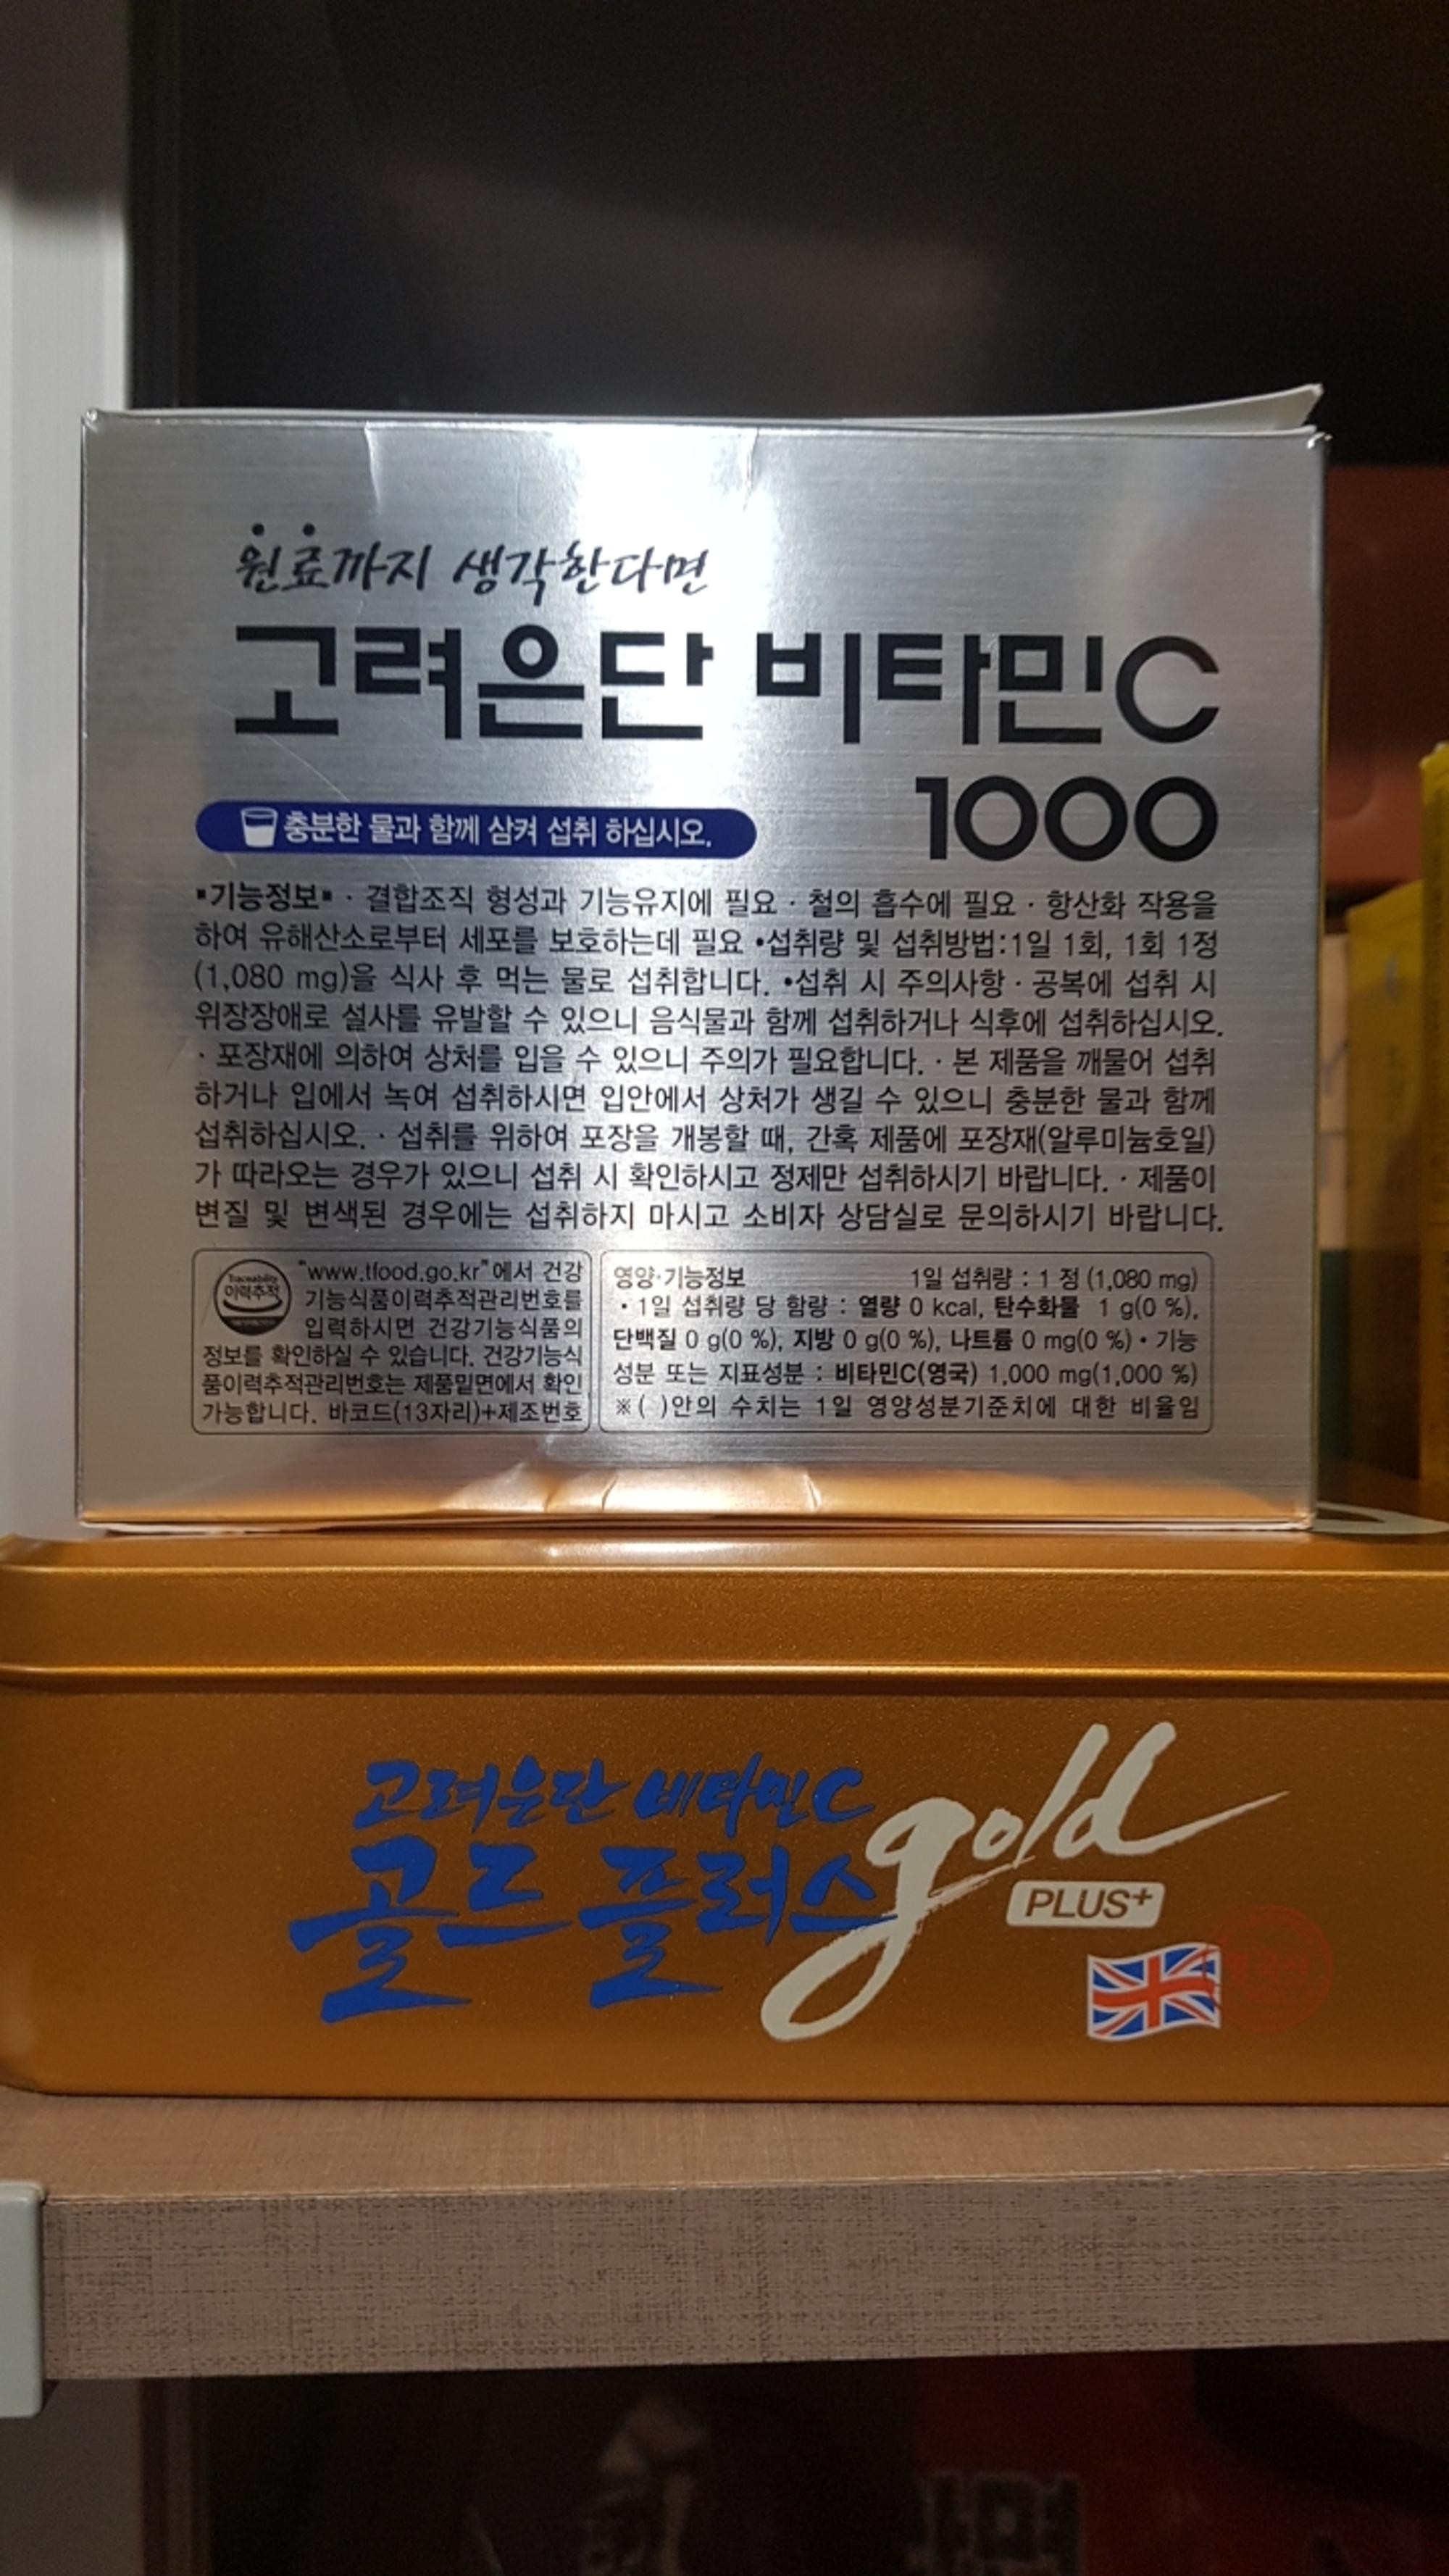 원료까지 생각한다면
고려은단 비타민C
1000
충분한 물과 함께 삼켜 섭취 하십시오.
▪기능정보▪ · 결합조직 형성과 기능유지에 필요 · 철의 흡수에 필요 · 항산화 작용을
하여 유해산소로부터 세포를 보호하는데 필요 •섭취량 및 섭취방법:1일 1회, 1회 1정
(1,080 mg)을 식사 후 먹는 물로 섭취합니다. •섭취 시 주의사항 · 공복에 섭취 시
위장장애로 설사를 유발할 수 있으니 음식물과 함께 섭취하거나 식후에 섭취하십시오.
· 포장재에 의하여 상처를 입을 수 있으니 주의가 필요합니다. · 본 제품을 깨물어 섭취
하거나 입에서 녹여 섭취하시면 입안에서 상처가 생길 수 있으니 충분한 물과 함께
섭취하십시오. · 섭취를 위하여 포장을 개봉할 때, 간혹 제품에 포장재(알루미늄호일)
가 따라오는 경우가 있으니 섭취 시 확인하시고 정제만 섭취하시기 바랍니다. · 제품이
변질 및 변색된 경우에는 섭취하지 마시고 소비자 상담실로 문의하시기 바랍니다.
Traceability
이력추적
"www.tfood.go.kr"에서 건강
기능식품이력추적관리번호를
입력하시면 건강기능식품의
정보를 확인하실 수 있습니다. 건강기능식
품이력추적관리번호는 제품밑면에서 확인
가능합니다. 바코드(13자리)+제조번호
영양·기능정보 1일 섭취량 : 1 정 (1,080 mg)
• 1일 섭취량 당 함량 : 열량 0 kcal, 탄수화물 1 g(0 %),
단백질 0 g(0 %), 지방 0 g(0 %), 나트륨 0 mg(0 %) • 기능
성분 또는 지표성분 : 비타민C(영국) 1,000 mg(1,000 %)
※( )안의 수치는 1일 영양성분기준치에 대한 비율임
고려은단 비타민C
골드 플러스
gold
PLUS+